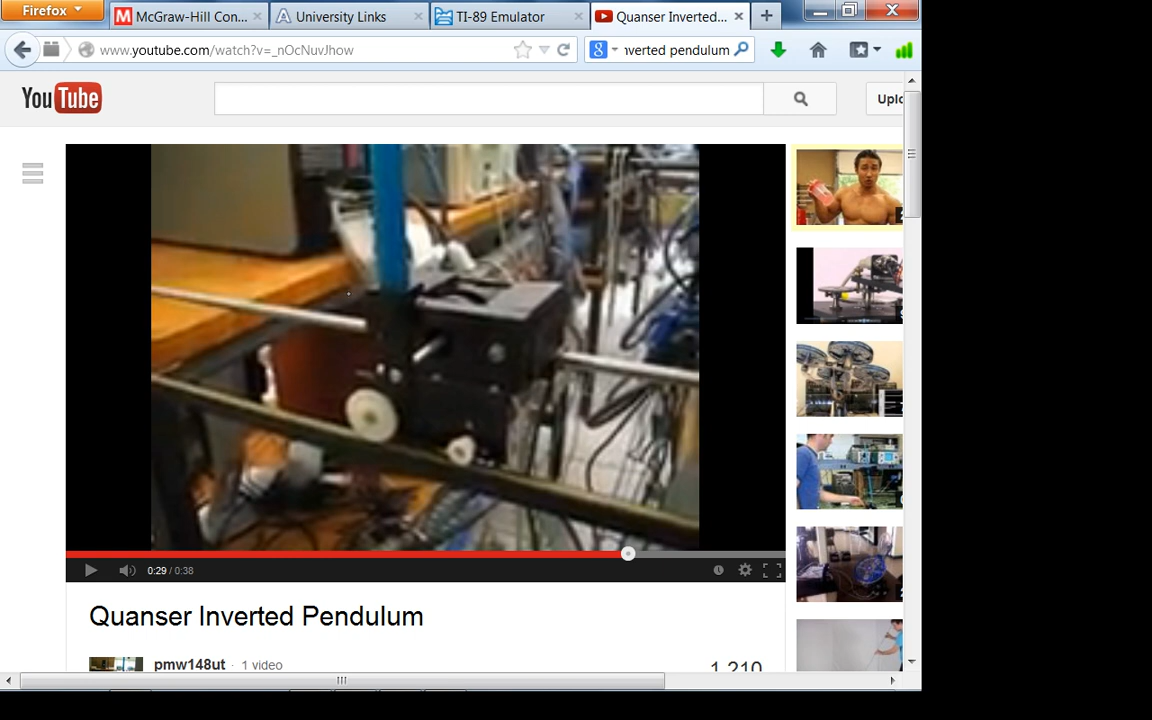 Firefox
McGraw-Hill Con...
University Links
TI-89 Emulator
Quanser Inverted...
www.youtube.com/watch?v=_nOcNuvJhow
verted pendulum
YouTube
0:29 / 0:38
Quanser Inverted Pendulum
pmw148ut · 1 video
1,210